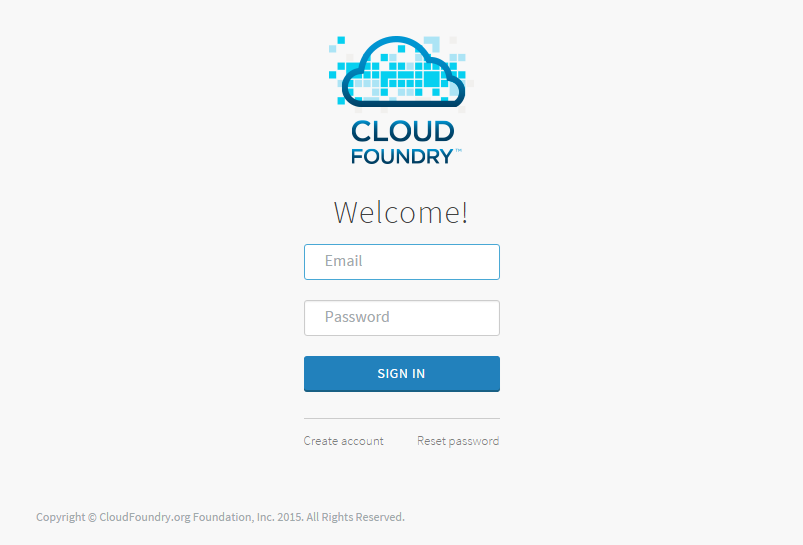 CLOUD
FOUNDRY™
Welcome!
Email
Password
SIGN IN
Create account Reset password
Copyright © CloudFoundry.org Foundation, Inc. 2015. All Rights Reserved.